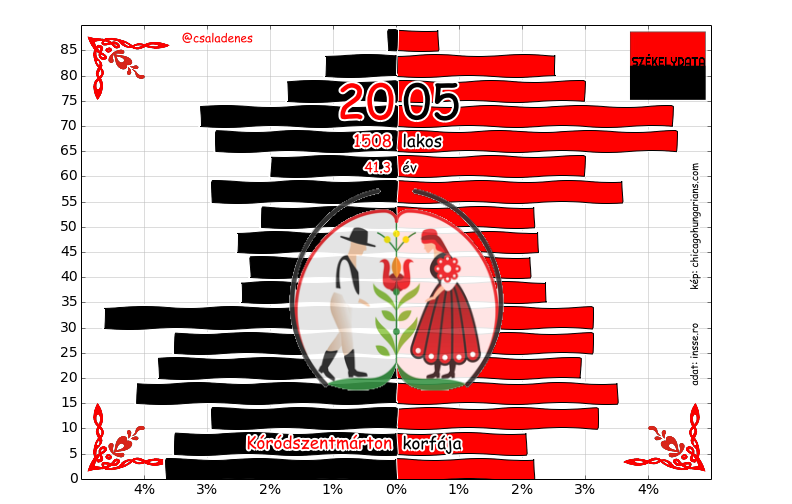 @csaladenes
SZÉKELYDATA
2005
1508 lakos
41.3 év
Kóródszentmárton korfája
kép: chicagohungarians.com
adat: insse.ro
85
80
75
70
65
60
55
50
45
40
35
30
25
20
15
10
5
0
4% 3% 2% 1% 0% 1% 2% 3% 4%